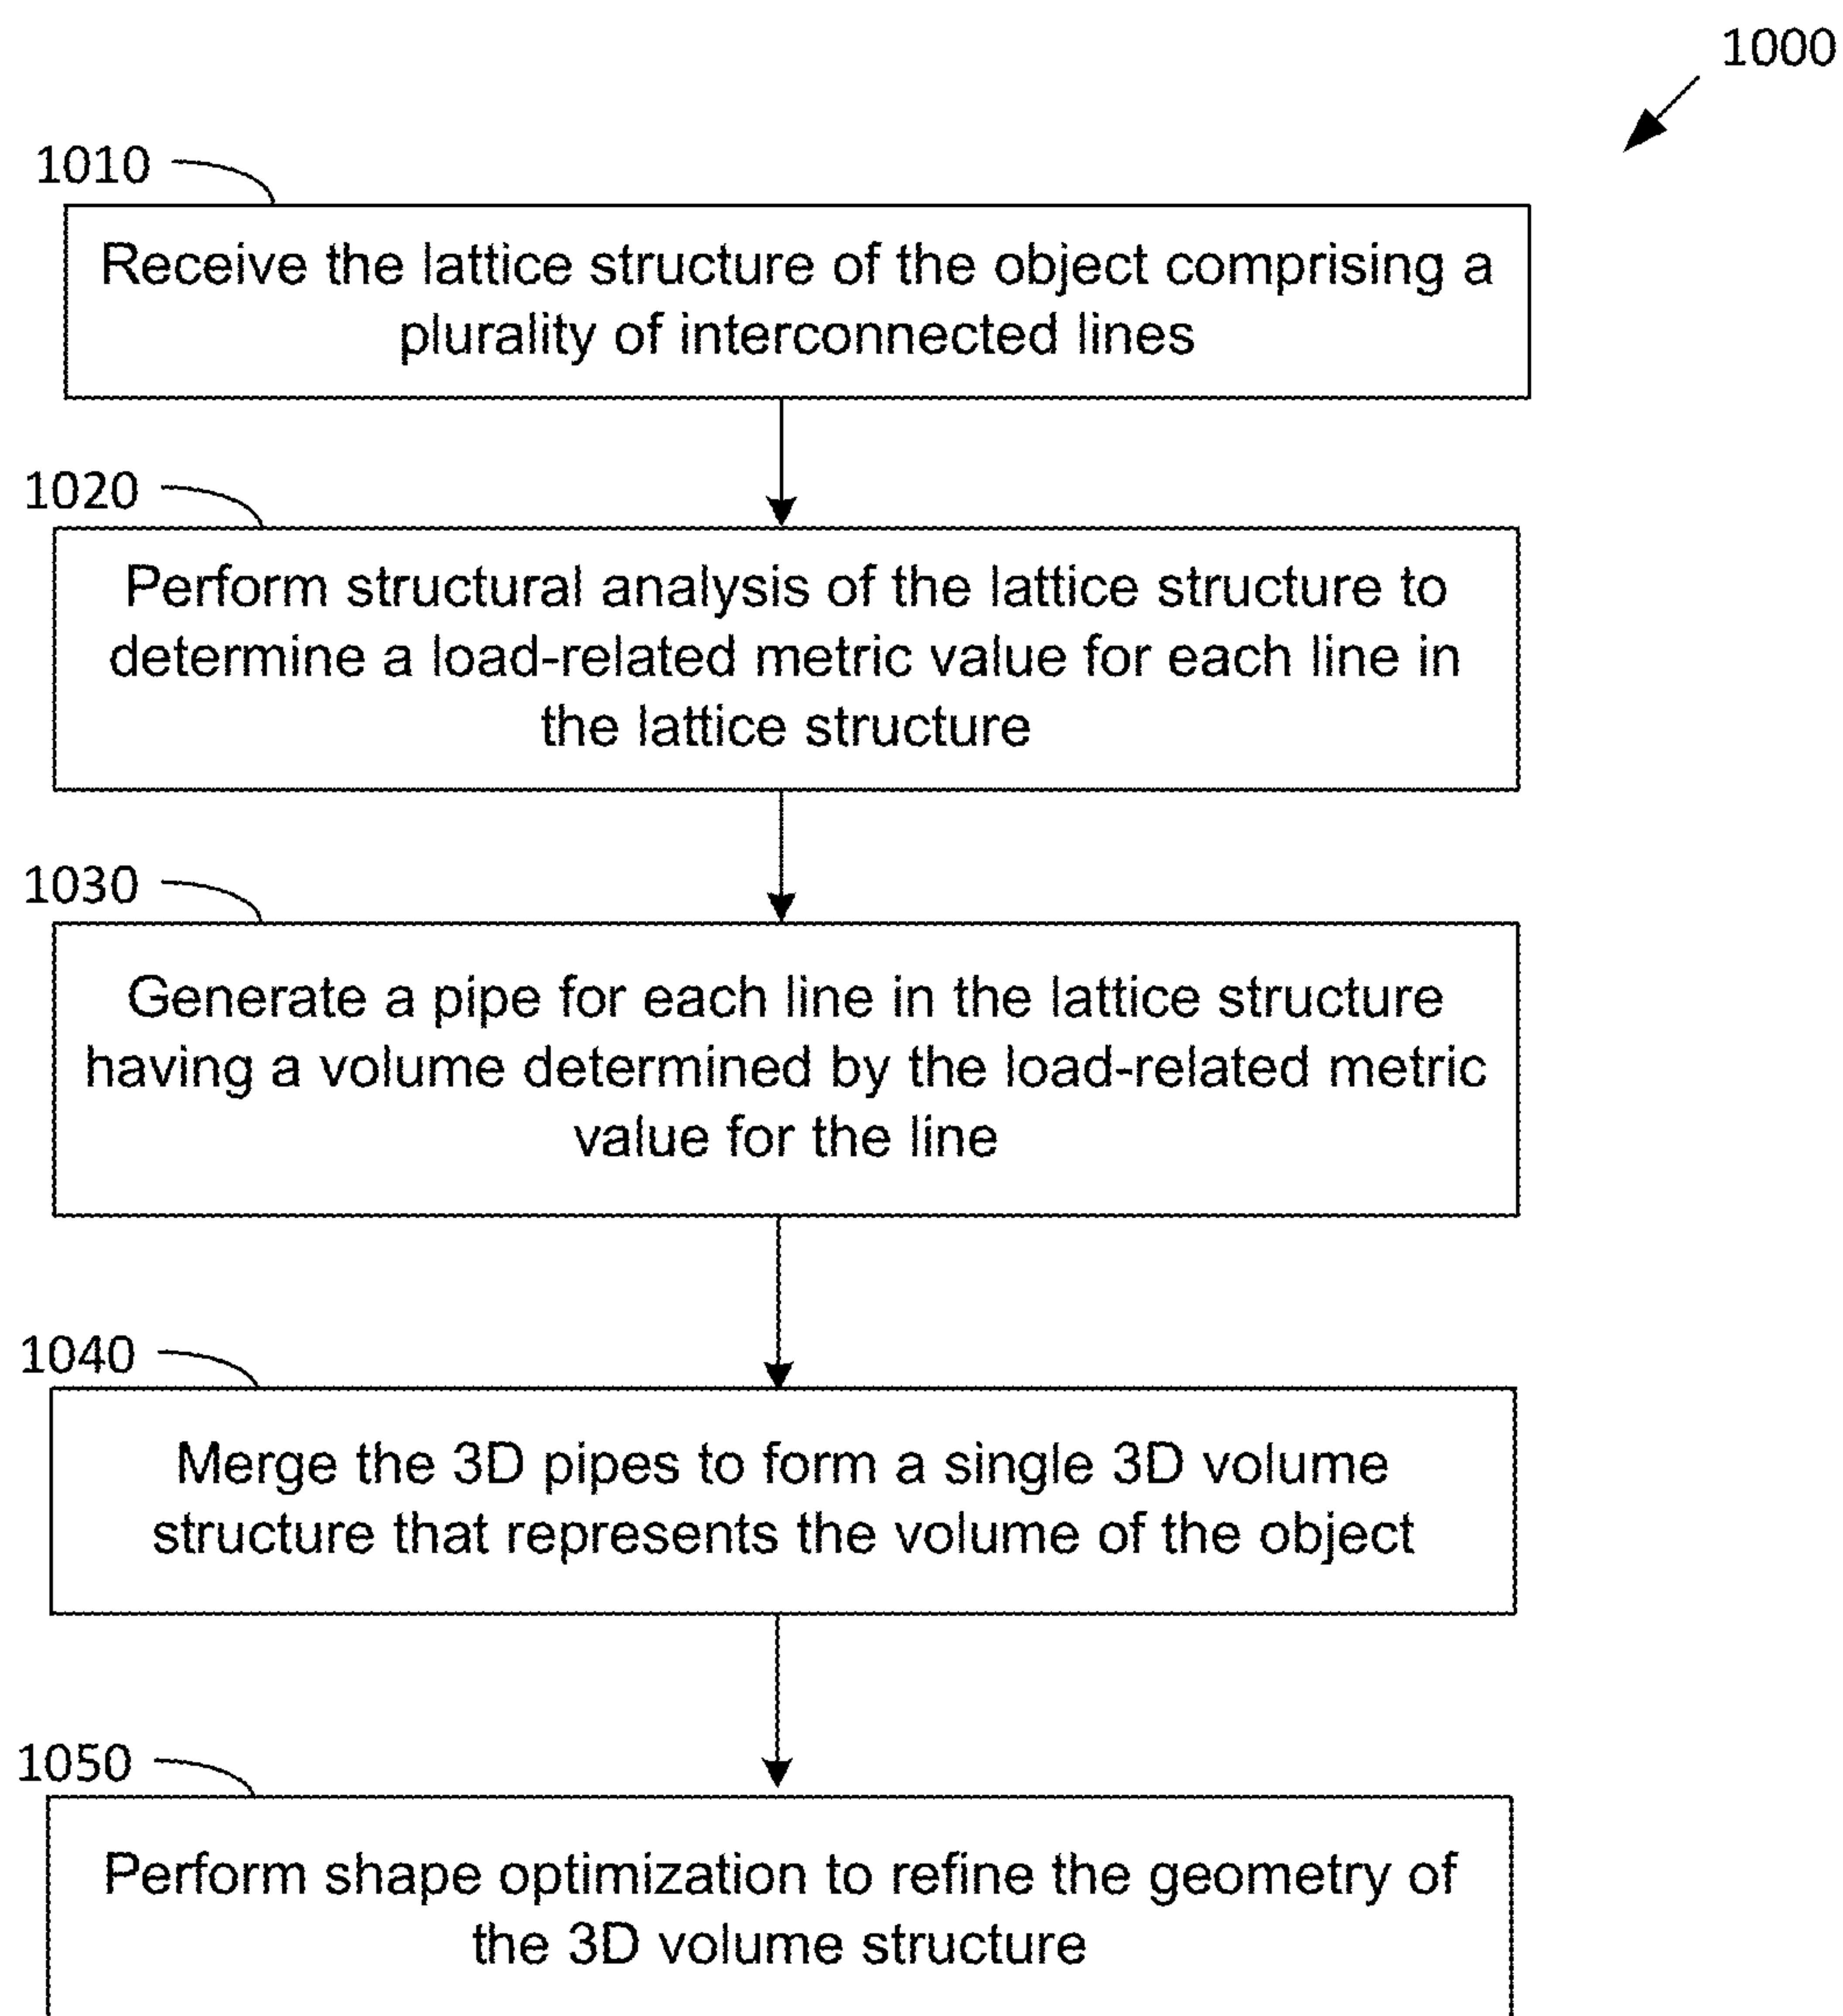 1000
1010
Receive the lattice structure of the object comprising a
plurality of interconnected lines
1020
Perform structural analysis of the lattice structure to
determine a load-related metric value for each line in
the lattice structure
1030
Generate a pipe for each line in the lattice structure
having a volume determined by the load-related metric
value for the line
1040
Merge the 3D pipes to form a single 3D volume
structure that represents the volume of the object
1050
Perform shape optimization to refine the geometry of
the 3D volume structure